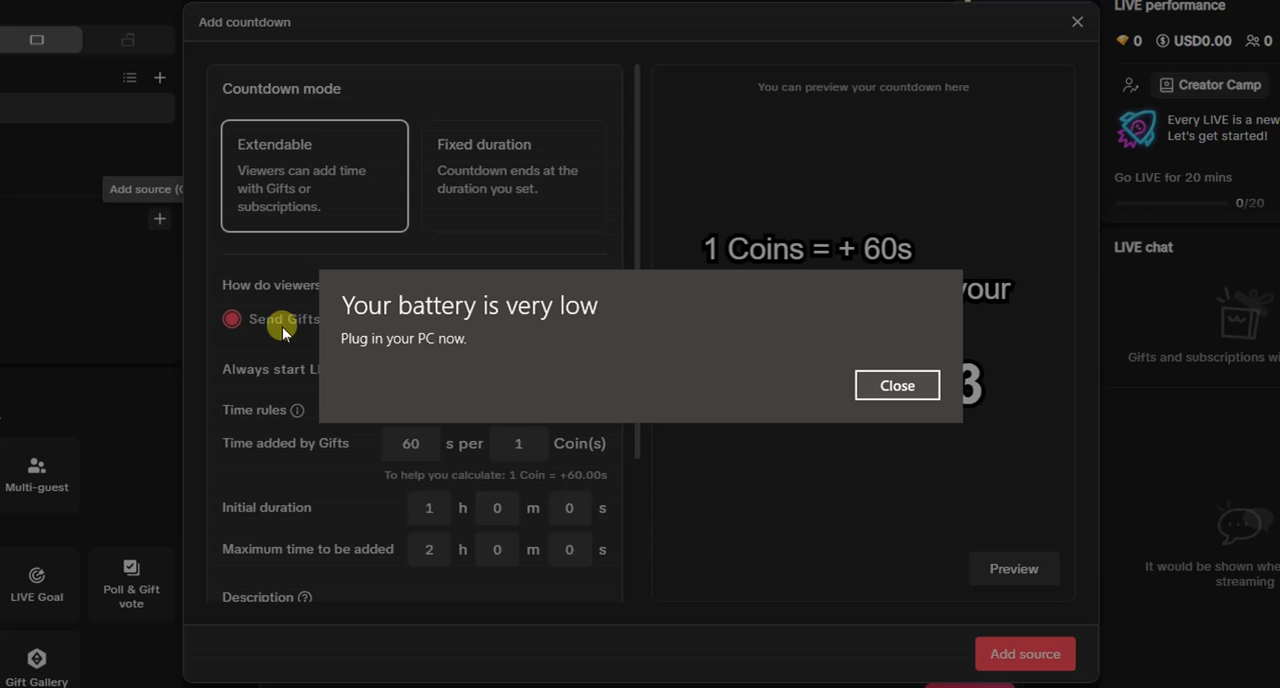 Add countdown
Countdown mode
Extendable
Viewers can add time
with Gifts or
subscriptions.
Fixed duration
Countdown ends at the
duration you set.
Add source
How do viewers
Send Gifts
Always start
Time rules
Time added by Gifts 60 s per 1 Coin(s)
To help you calculate: 1 Coin = +60.00s
Initial duration 1 h 0 m 0 s
Maximum time to be added 2 h 0 m 0 s
Description
You can preview your countdown here
1 Coins = + 60s
your
3
Preview
Add source
Your battery is very low
Plug in your PC now.
Close
Multi-guest
LIVE Goal
Poll & Gift
vote
Gift Gallery
LIVE performance
0 USD0.00 0
Creator Camp
Every LIVE is a new
Let's get started!
Go LIVE for 20 mins
0/20
LIVE chat
Gifts and subscriptions
It would be shown
streaming